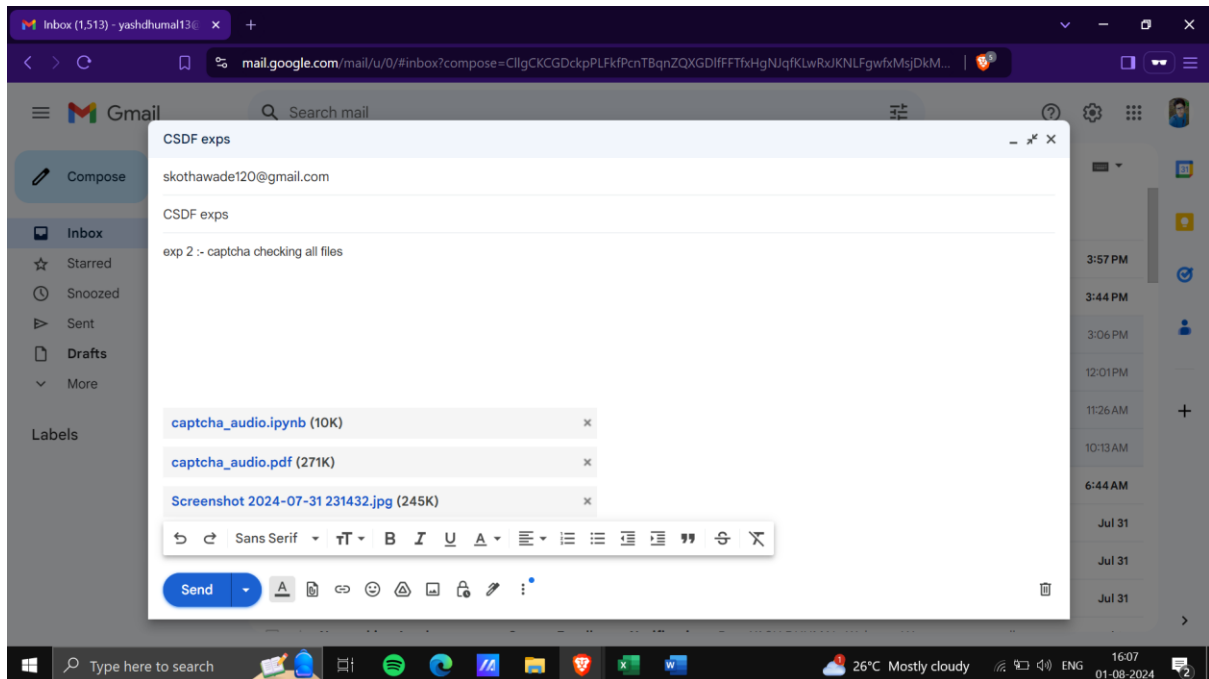 Inbox (1,513) - yashdhumal13@
mail.google.com/mail/u/0/#inbox?compose=CllgCKCGDckpPLFkfPcnTBqnZQXGDlfFFTfxHgNJqfKLwRxJKNLFgwfxMsjDkM...
Gmail
Search mail
CSDF exps
Compose
skothawade120@gmail.com
CSDF exps
Inbox
exp 2 :- captcha checking all files
Starred
3:57 PM
Snoozed
3:44 PM
Sent
3:06 PM
Drafts
12:01 PM
More
11:26 AM
captcha_audio.ipynb (10K)
Labels
10:13 AM
captcha_audio.pdf (271K)
6:44 AM
Screenshot 2024-07-31 231432.jpg (245K)
Jul 31
Sans Serif
Jul 31
Send
Jul 31
Type here to search
26°C Mostly cloudy
ENG
16:07
01-08-2024
2